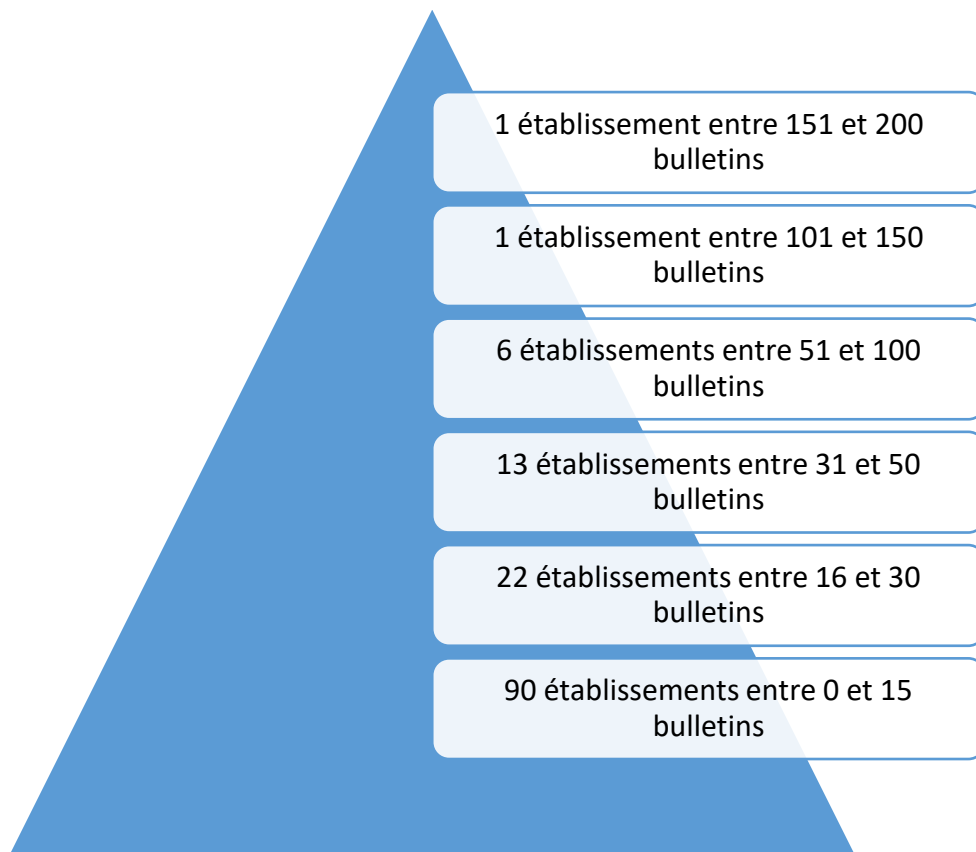 1 établissement entre 151 et 200
bulletins
1 établissement entre 101 et 150
bulletins
6 établissements entre 51 et 100
bulletins
13 établissements entre 31 et 50
bulletins
22 établissements entre 16 et 30
bulletins
90 établissements entre 0 et 15
bulletins